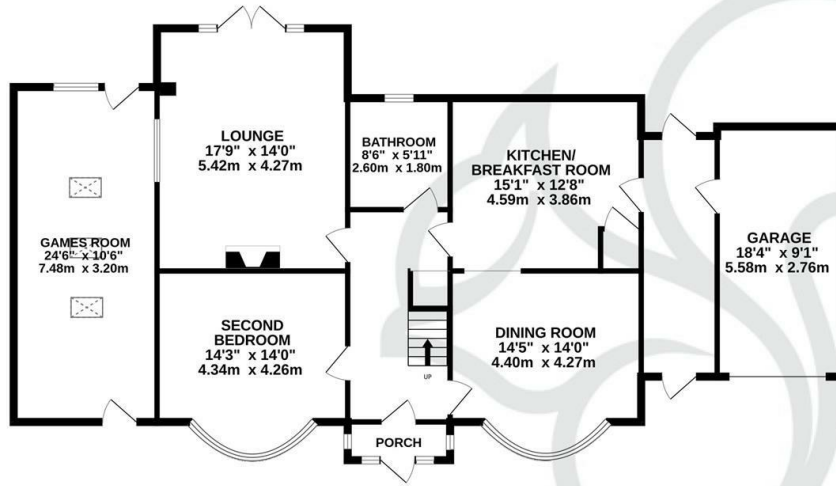 LOUNGE
17'9" x 14'0"
5.42m x 4.27m
BATHROOM
8'6" x 5'11"
2.60m x 1.80m
KITCHEN/
BREAKFAST ROOM
15'1" x 12'8"
4.59m x 3.86m
GAMES ROOM
24'6" x 10'6"
7.48m x 3.20m
GARAGE
18'4" x 9'1"
5.58m x 2.76m
SECOND
BEDROOM
14'3" x 14'0"
4.34m x 4.26m
DINING ROOM
14'5" x 14'0"
4.40m x 4.27m
UP
PORCH